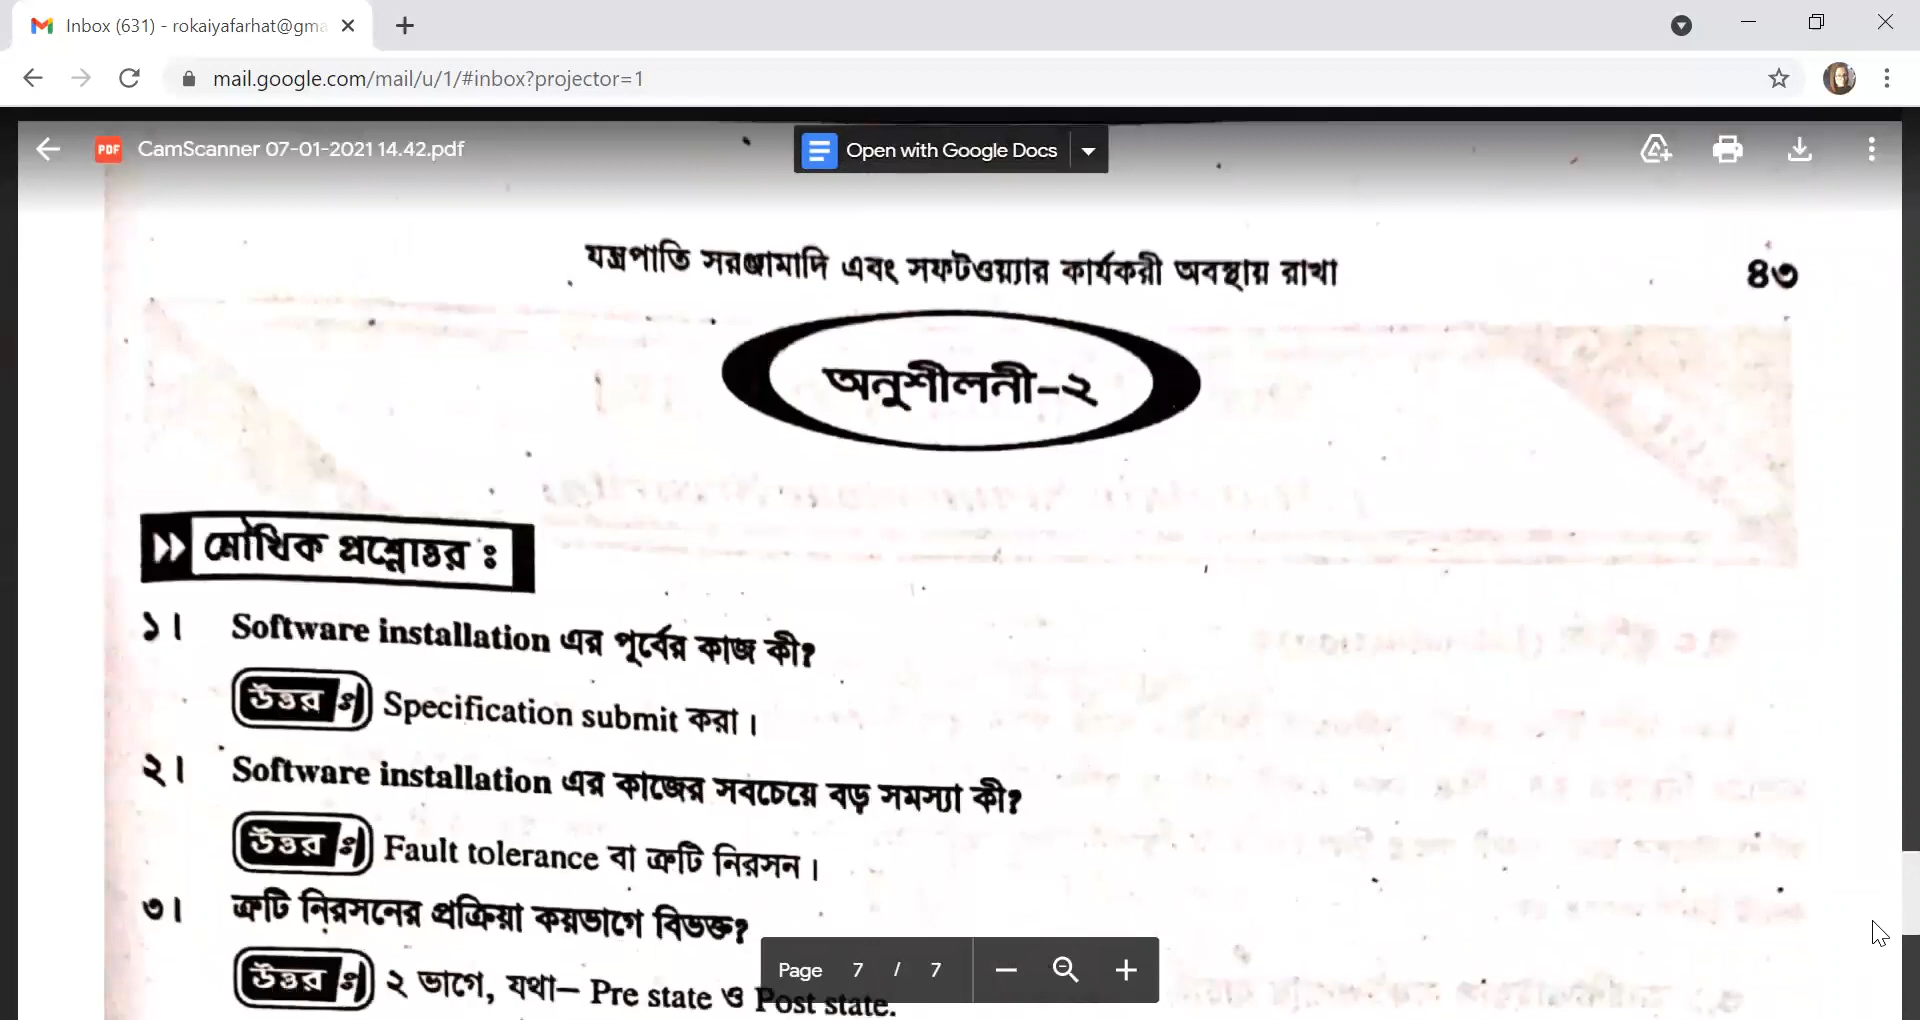 Inbox (631) - rokaiyafarhat@gma
mail.google.com/mail/u/1/#inbox?projector=1
PDF CamScanner 07-01-2021 14.42.pdf
Open with Google Docs
যন্ত্রপাতি সরঞ্জামাদি এবং সফটওয়্যার কার্যকরী অবস্থায় রাখা
৪৩
অনুশীলনী-২
মৌখিক প্রশ্নোত্তর ঃ
১। Software installation এর পূর্বের কাজ কী?
উত্তর ঃ Specification submit করা।
২। Software installation এর কাজের সবচেয়ে বড় সমস্যা কী?
উত্তর ঃ Fault tolerance বা ত্রুটি নিরসন।
৩। ত্রুটি নিরসনের প্রক্রিয়া কয়ভাগে বিভক্ত?
উত্তর ঃ ২ ভাগে, যথা— Pre state ও Post state.
Page 7 / 7